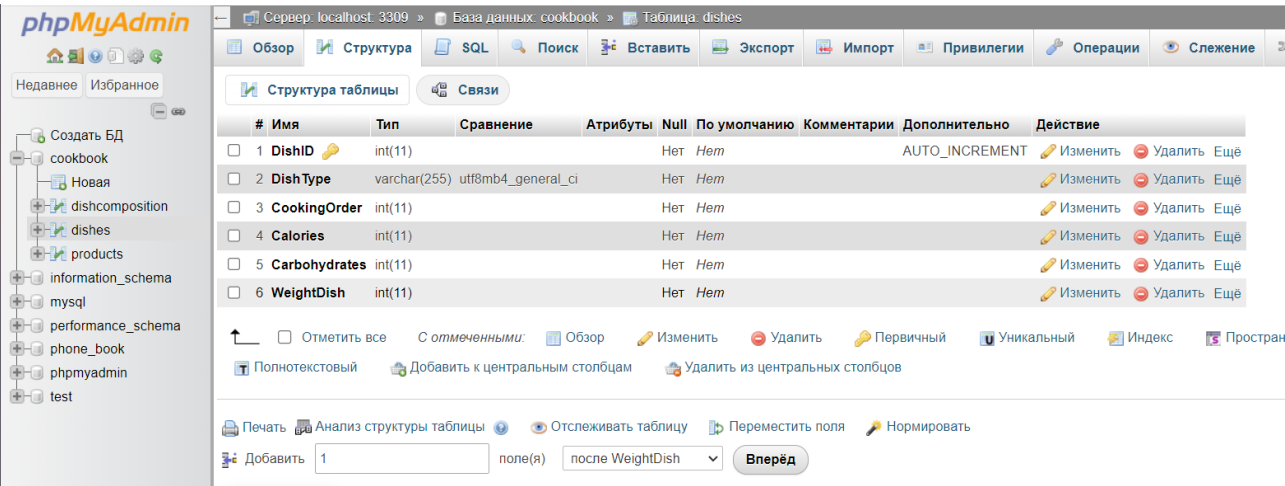 phpMyAdmin
Недавнее Избранное
Создать БД
cookbook
Новая
dishcomposition
dishes
products
information_schema
mysql
performance_schema
phone_book
phpmyadmin
test
Сервер: localhost: 3309 » База данных: cookbook » Таблица: dishes
Обзор Структура SQL Поиск Вставить Экспорт Импорт Привилегии Операции Слежение
Структура таблицы Связи
# Имя Тип Сравнение Атрибуты Null По умолчанию Комментарии Дополнительно Действие
1 DishID int(11) Нет Нет AUTO_INCREMENT Изменить Удалить Ещё
2 DishType varchar(255) utf8mb4_general_ci Нет Нет Изменить Удалить Ещё
3 CookingOrder int(11) Нет Нет Изменить Удалить Ещё
4 Calories int(11) Нет Нет Изменить Удалить Ещё
5 Carbohydrates int(11) Нет Нет Изменить Удалить Ещё
6 WeightDish int(11) Нет Нет Изменить Удалить Ещё
Отметить все С отмеченными: Обзор Изменить Удалить Первичный Уникальный Индекс Простран
Полнотекстовый Добавить к центральным столбцам Удалить из центральных столбцов
Печать Анализ структуры таблицы Отслеживать таблицу Переместить поля Нормировать
Добавить 1 поле(я) после WeightDish Вперёд